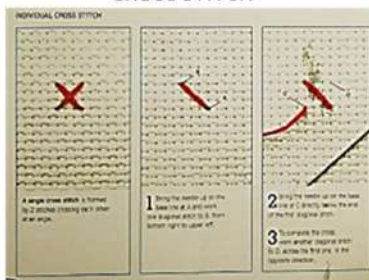 INDIVIDUAL CROSS STITCH
A single cross stitch is formed
by 2 stitches crossing each other
at an angle.
1 Bring the needle up on the
base line at A and work
one diagonal stitch to B, from
bottom right to upper left.
2 Bring the needle up on the base
line at C directly below the end
of the first diagonal stitch.
3 To complete the cross,
work another diagonal stitch
to D, across the first one, in the
opposite direction.